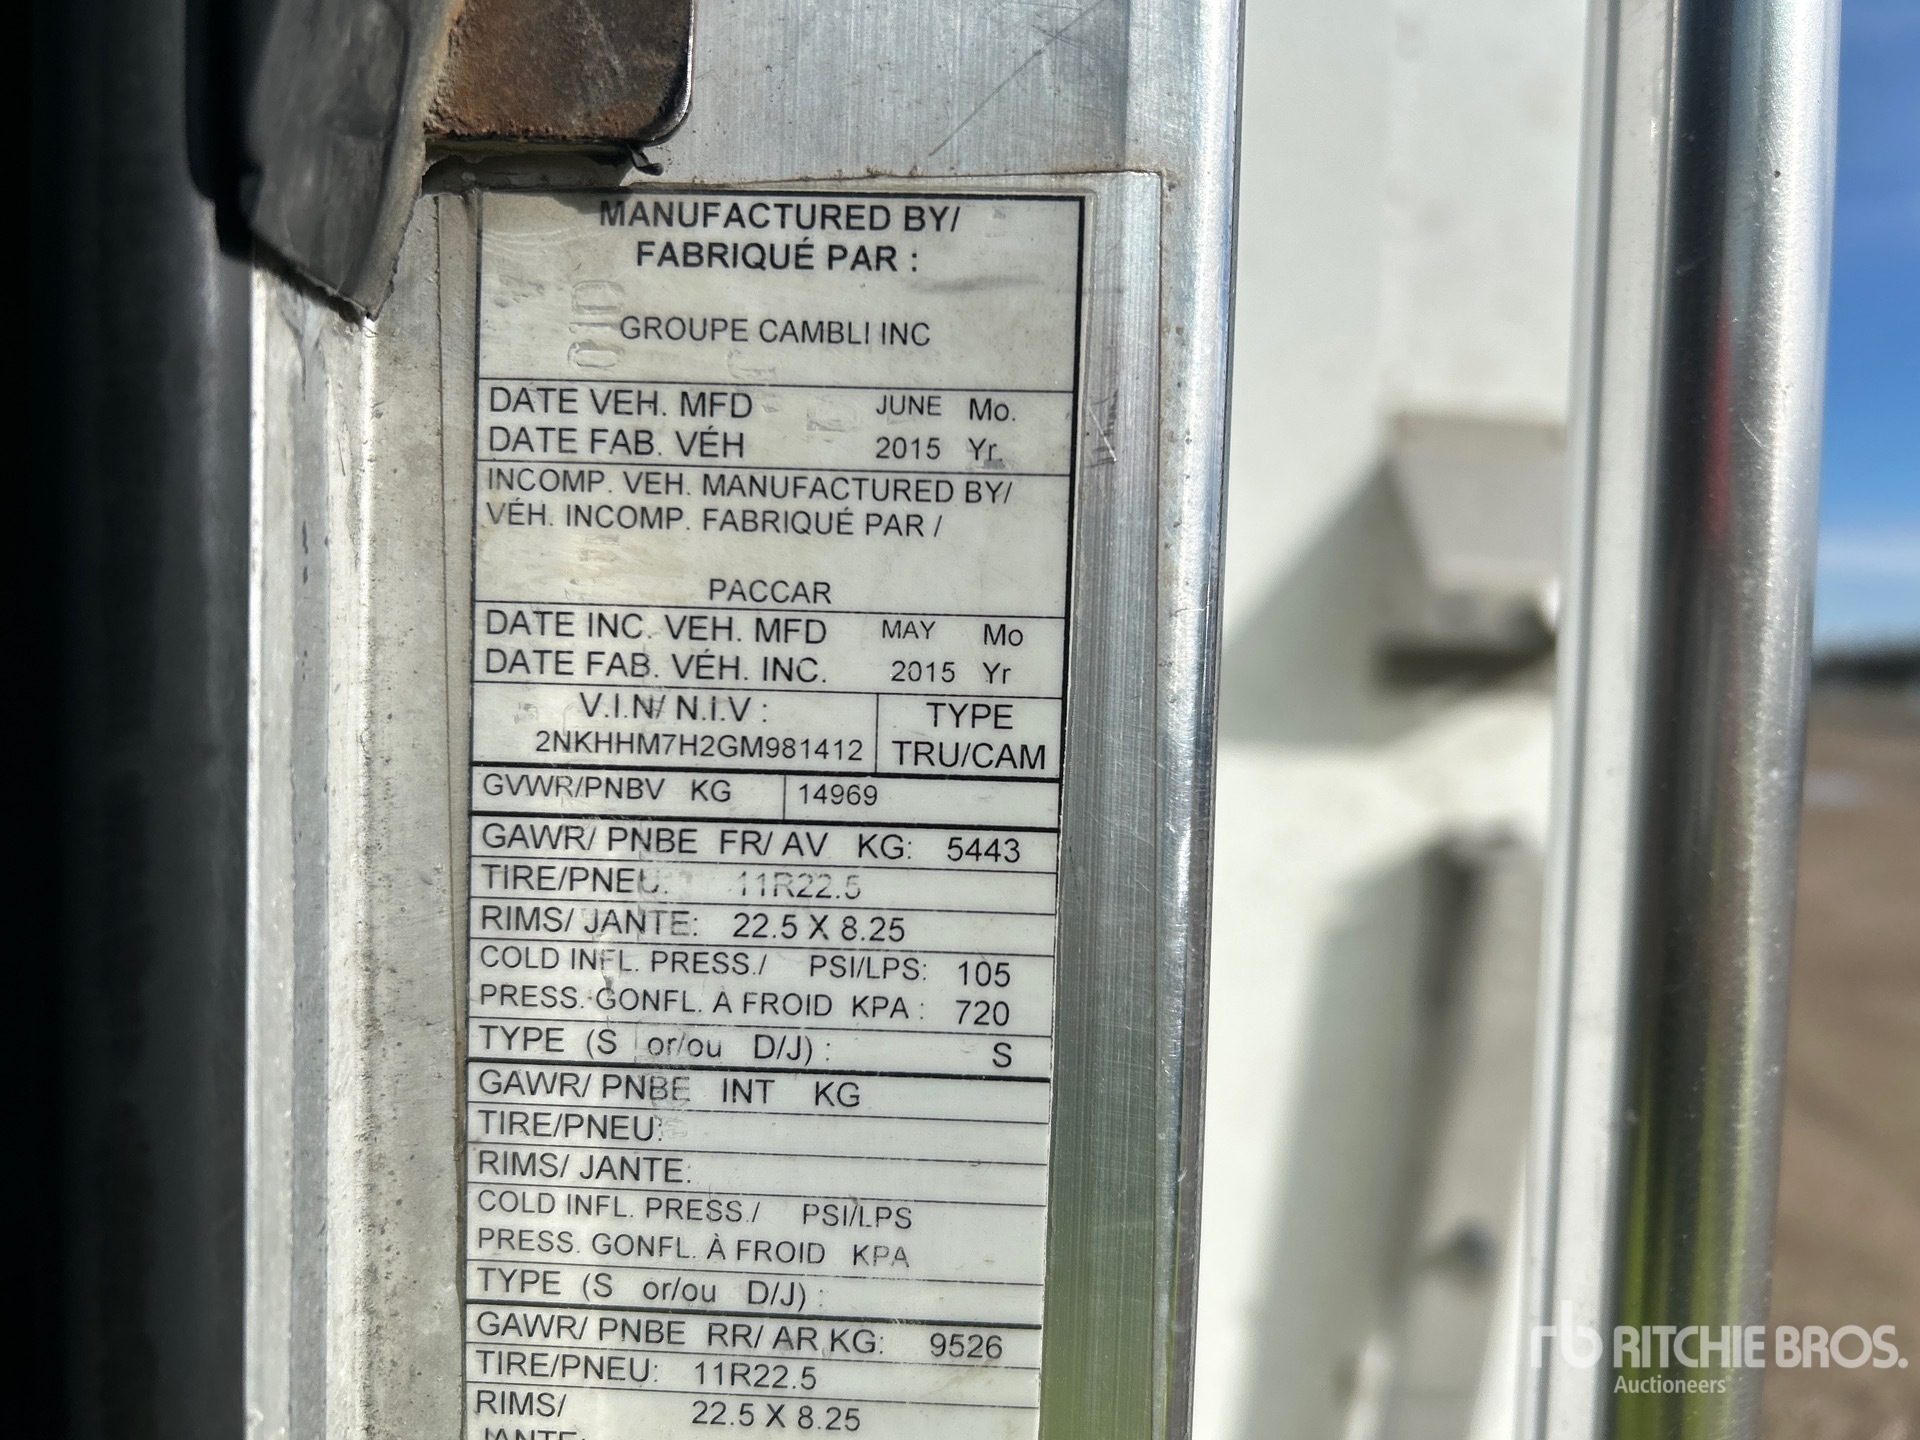 MANUFACTURED BY/
FABRIQUÉ PAR :
GROUPE CAMBLI INC
DATE VEH. MFD JUNE Mo.
DATE FAB. VÉH 2015 Yr.
INCOMP. VEH. MANUFACTURED BY/
VÉH. INCOMP. FABRIQUÉ PAR /
PACCAR
DATE INC. VEH. MFD MAY Mo
DATE FAB. VÉH. INC. 2015 Yr
V.I.N/ N.I.V : TYPE
2NKHHM7H2GM981412 TRU/CAM
GVWR/PNBV KG 14969
GAWR/ PNBE FR/ AV KG: 5443
TIRE/PNEU: 11R22.5
RIMS/ JANTE: 22.5 X 8.25
COLD INFL. PRESS./ PSI/LPS: 105
PRESS. GONFL. A FROID KPA : 720
TYPE (S or/ou D/J) : S
GAWR/ PNBE INT KG
TIRE/PNEU:
RIMS/ JANTE:
COLD INFL. PRESS./ PSI/LPS
PRESS. GONFL. À FROID KPA
TYPE (S or/ou D/J) :
GAWR/ PNBE RR/ AR KG: 9526
TIRE/PNEU: 11R22.5
RIMS/ 22.5 X 8.25
JANTE:
rb RITCHIE BROS.
Auctioneers